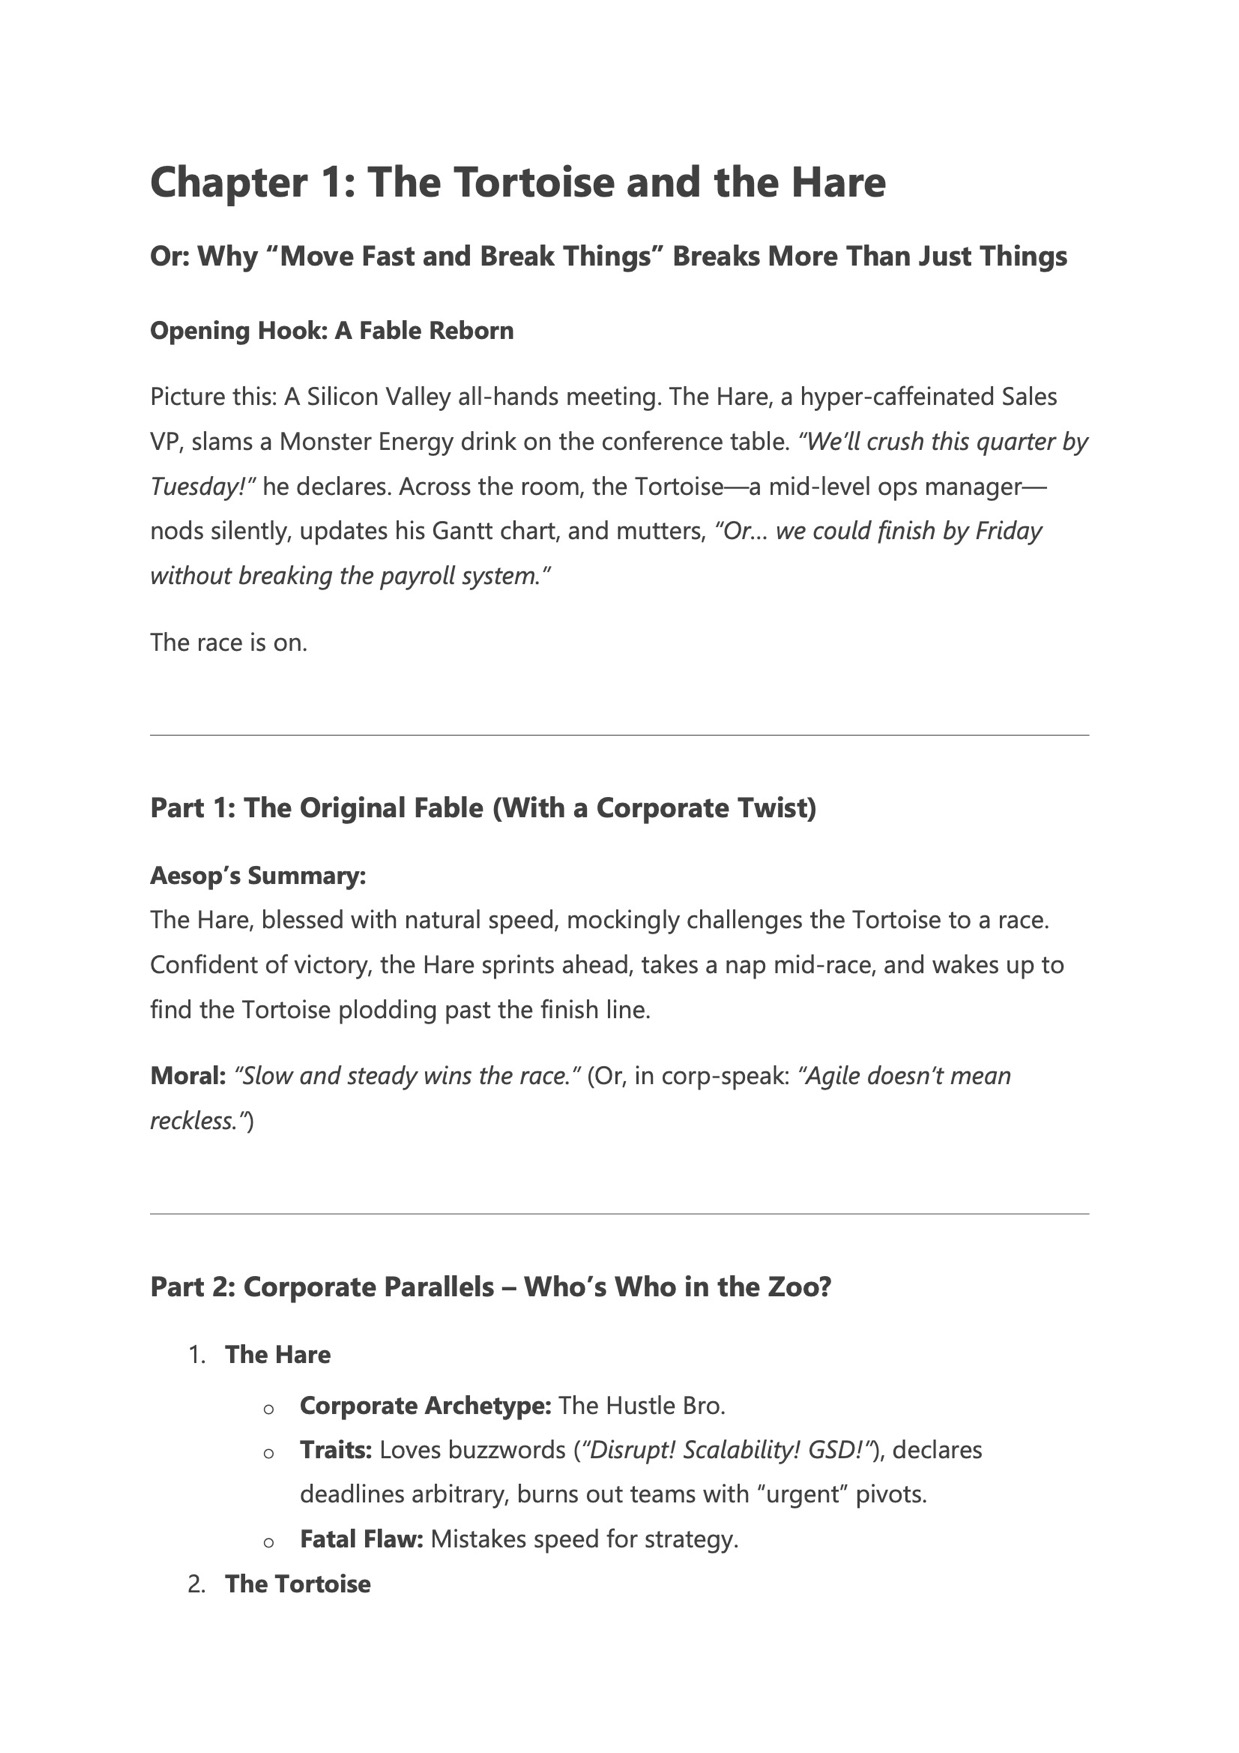 Chapter 1: The Tortoise and the Hare
Or: Why “Move Fast and Break Things” Breaks More Than Just Things
Opening Hook: A Fable Reborn
Picture this: A Silicon Valley all-hands meeting. The Hare, a hyper-caffeinated Sales
VP, slams a Monster Energy drink on the conference table. “We’ll crush this quarter by
Tuesday!” he declares. Across the room, the Tortoise—a mid-level ops manager—
nods silently, updates his Gantt chart, and mutters, “Or… we could finish by Friday
without breaking the payroll system.”
The race is on.
Part 1: The Original Fable (With a Corporate Twist)
Aesop’s Summary:
The Hare, blessed with natural speed, mockingly challenges the Tortoise to a race.
Confident of victory, the Hare sprints ahead, takes a nap mid-race, and wakes up to
find the Tortoise plodding past the finish line.
Moral: “Slow and steady wins the race.” (Or, in corp-speak: “Agile doesn’t mean
reckless.”)
Part 2: Corporate Parallels – Who’s Who in the Zoo?
1. The Hare
o Corporate Archetype: The Hustle Bro.
o Traits: Loves buzzwords (“Disrupt! Scalability! GSD!”), declares
deadlines arbitrary, burns out teams with “urgent” pivots.
o Fatal Flaw: Mistakes speed for strategy.
2. The Tortoise